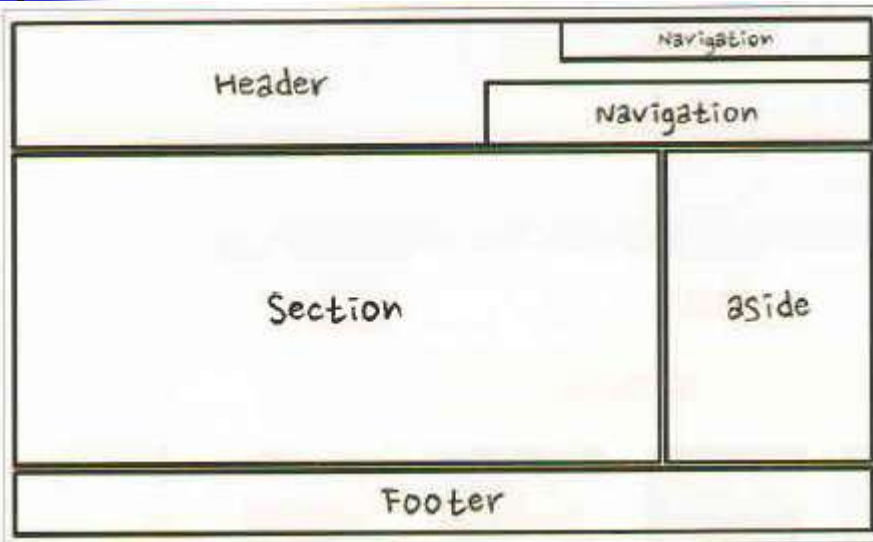 Navigation
Header
Navigation
Section
aside
Footer